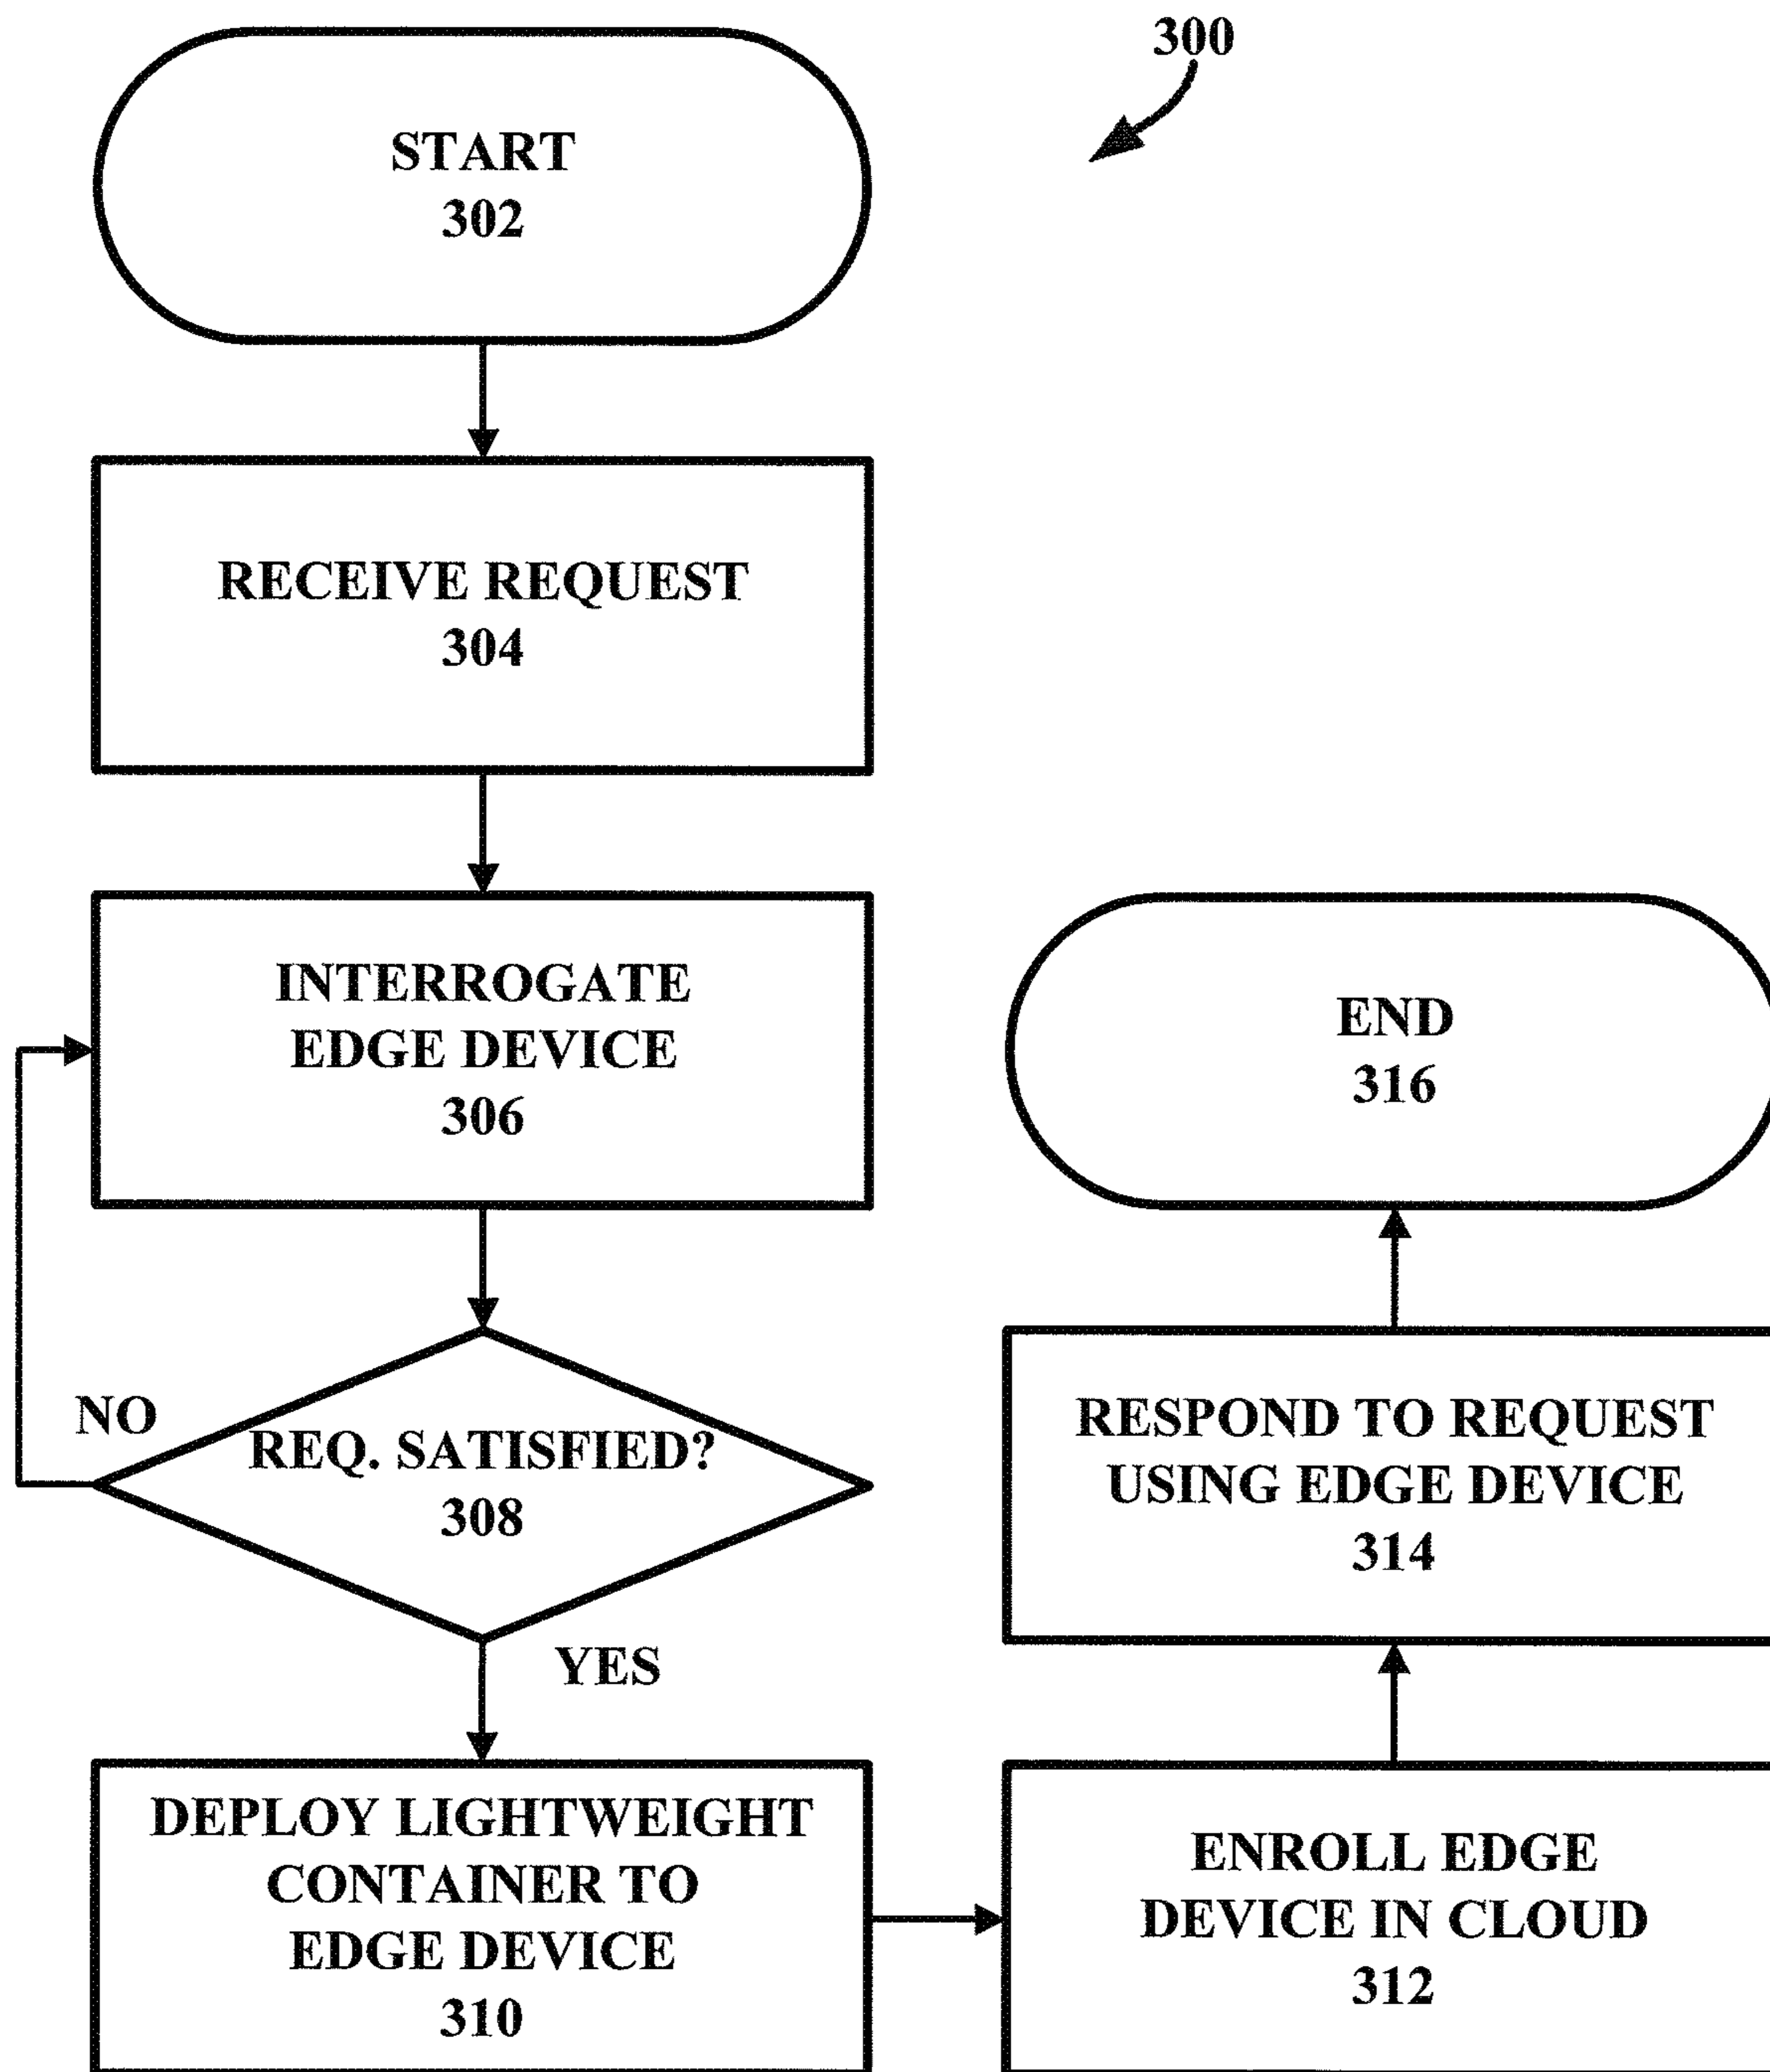 300
START
302
RECEIVE REQUEST
304
INTERROGATE
EDGE DEVICE
306
NO
REQ. SATISFIED?
308
YES
DEPLOY LIGHTWEIGHT
CONTAINER TO
EDGE DEVICE
310
ENROLL EDGE
DEVICE IN CLOUD
312
RESPOND TO REQUEST
USING EDGE DEVICE
314
END
316